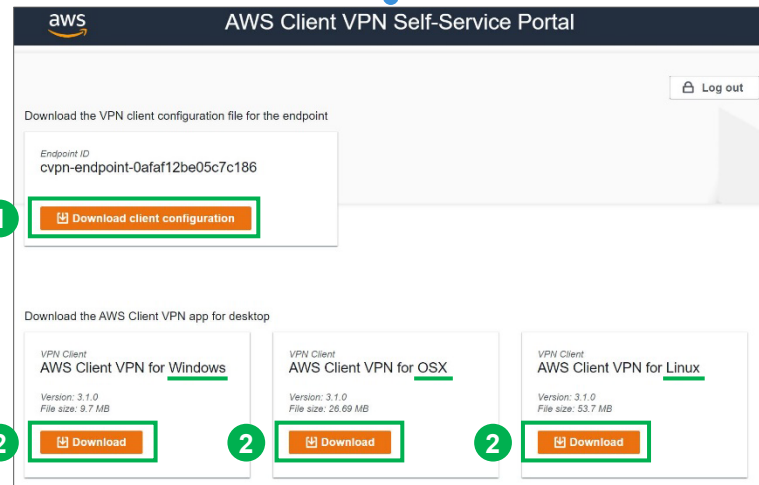 aws
AWS Client VPN Self-Service Portal
Log out
Download the VPN client configuration file for the endpoint
Endpoint ID
cvpn-endpoint-0afaf12be05c7c186
1
Download client configuration
Download the AWS Client VPN app for desktop
VPN Client
AWS Client VPN for Windows
Version: 3.1.0
File size: 9.7 MB
2
Download
VPN Client
AWS Client VPN for OSX
Version: 3.1.0
File size: 26.69 MB
2
Download
VPN Client
AWS Client VPN for Linux
Version: 3.1.0
File size: 53.7 MB
2
Download